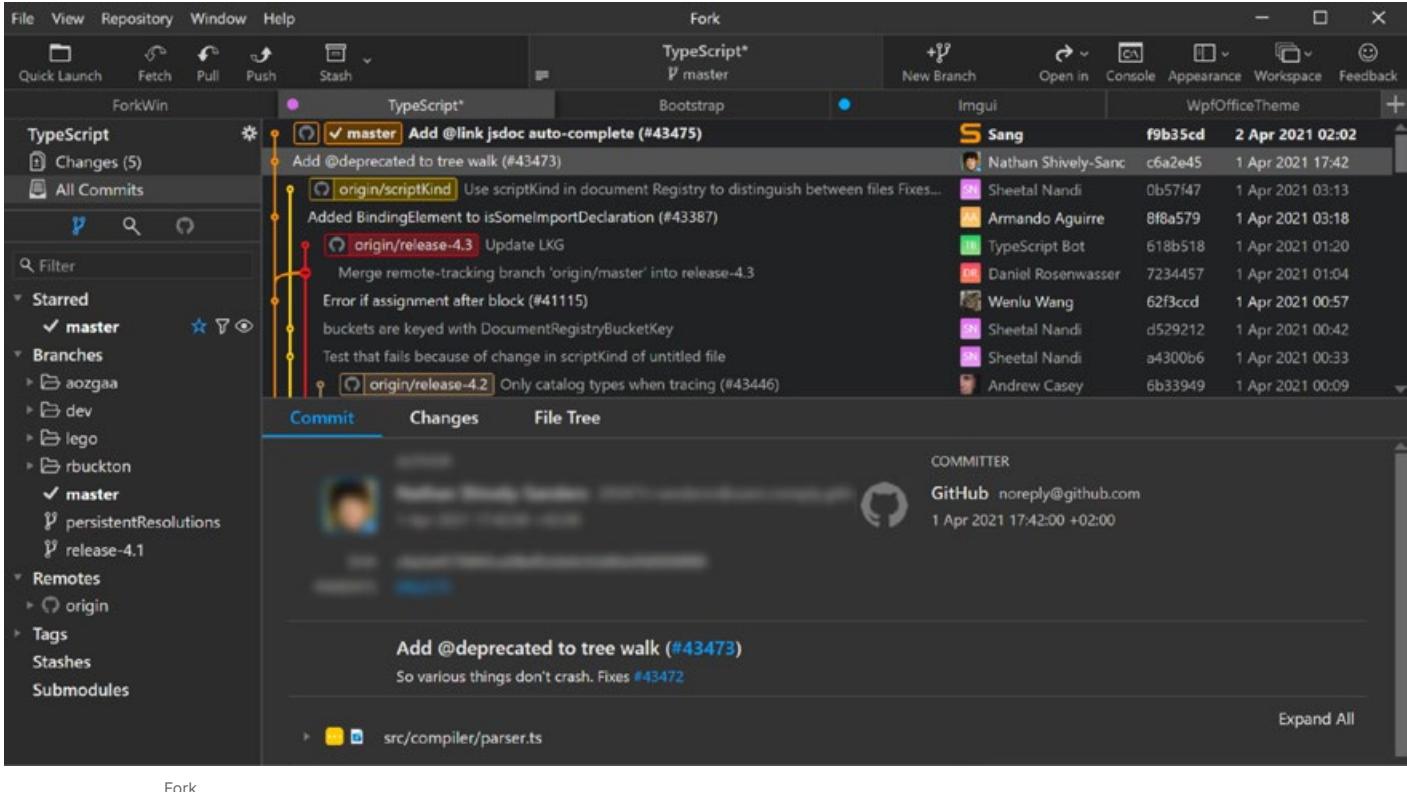 File View Repository Window Help Fork
Quick Launch Fetch Pull Push Stash TypeScript* master New Branch Open in Console Appearance Workspace Feedback
ForkWin TypeScript* Bootstrap Imgui WpfOfficeTheme
TypeScript
Changes (5)
All Commits
Filter
Starred
master
Branches
aozgaa
dev
lego
rbuckton
master
persistentResolutions
release-4.1
Remotes
origin
Tags
Stashes
Submodules
master Add @link jsdoc auto-complete (#43475) Sang f9b35cd 2 Apr 2021 02:02
Add @deprecated to tree walk (#43473) Nathan Shively-Sanc c6a2e45 1 Apr 2021 17:42
origin/scriptKind Use scriptKind in document Registry to distinguish between files Fixes... SN Sheetal Nandi 0b57f47 1 Apr 2021 03:13
Added BindingElement to isSomeImportDeclaration (#43387) AA Armando Aguirre 8f8a579 1 Apr 2021 03:18
origin/release-4.3 Update LKG TB TypeScript Bot 618b518 1 Apr 2021 01:20
Merge remote-tracking branch 'origin/master' into release-4.3 DR Daniel Rosenwasser 7234457 1 Apr 2021 01:04
Error if assignment after block (#41115) Wenlu Wang 62f3ccd 1 Apr 2021 00:57
buckets are keyed with DocumentRegistryBucketKey SN Sheetal Nandi d529212 1 Apr 2021 00:42
Test that fails because of change in scriptKind of untitled file SN Sheetal Nandi a4300b6 1 Apr 2021 00:33
origin/release-4.2 Only catalog types when tracing (#43446) Andrew Casey 6b33949 1 Apr 2021 00:09
Commit Changes File Tree
COMMITTER
GitHub noreply@github.com
1 Apr 2021 17:42:00 +02:00
Add @deprecated to tree walk (#43473)
So various things don't crash. Fixes #43472
Expand All
src/compiler/parser.ts
Fork